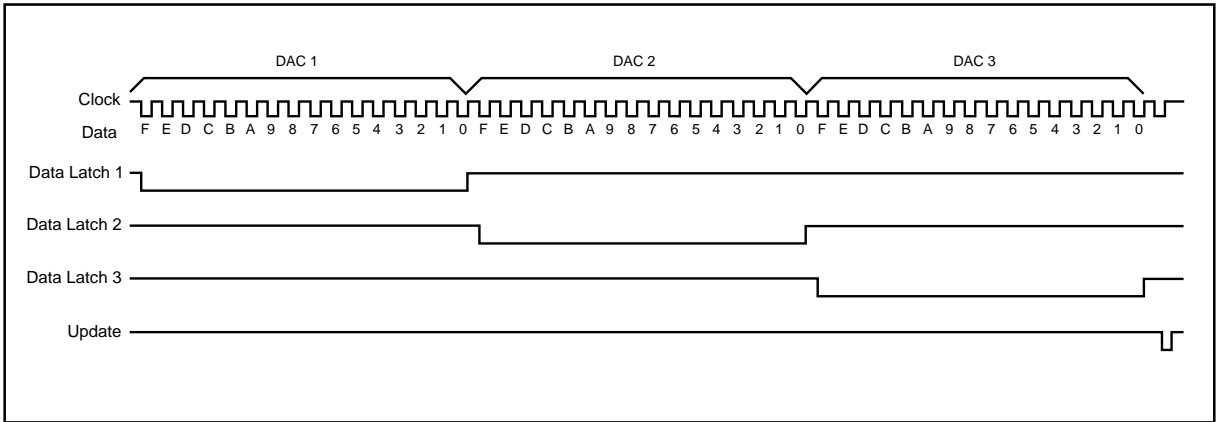 DAC 1 DAC 2 DAC 3
Clock
Data F E D C B A 9 8 7 6 5 4 3 2 1 0 F E D C B A 9 8 7 6 5 4 3 2 1 0 F E D C B A 9 8 7 6 5 4 3 2 1 0
Data Latch 1
Data Latch 2
Data Latch 3
Update